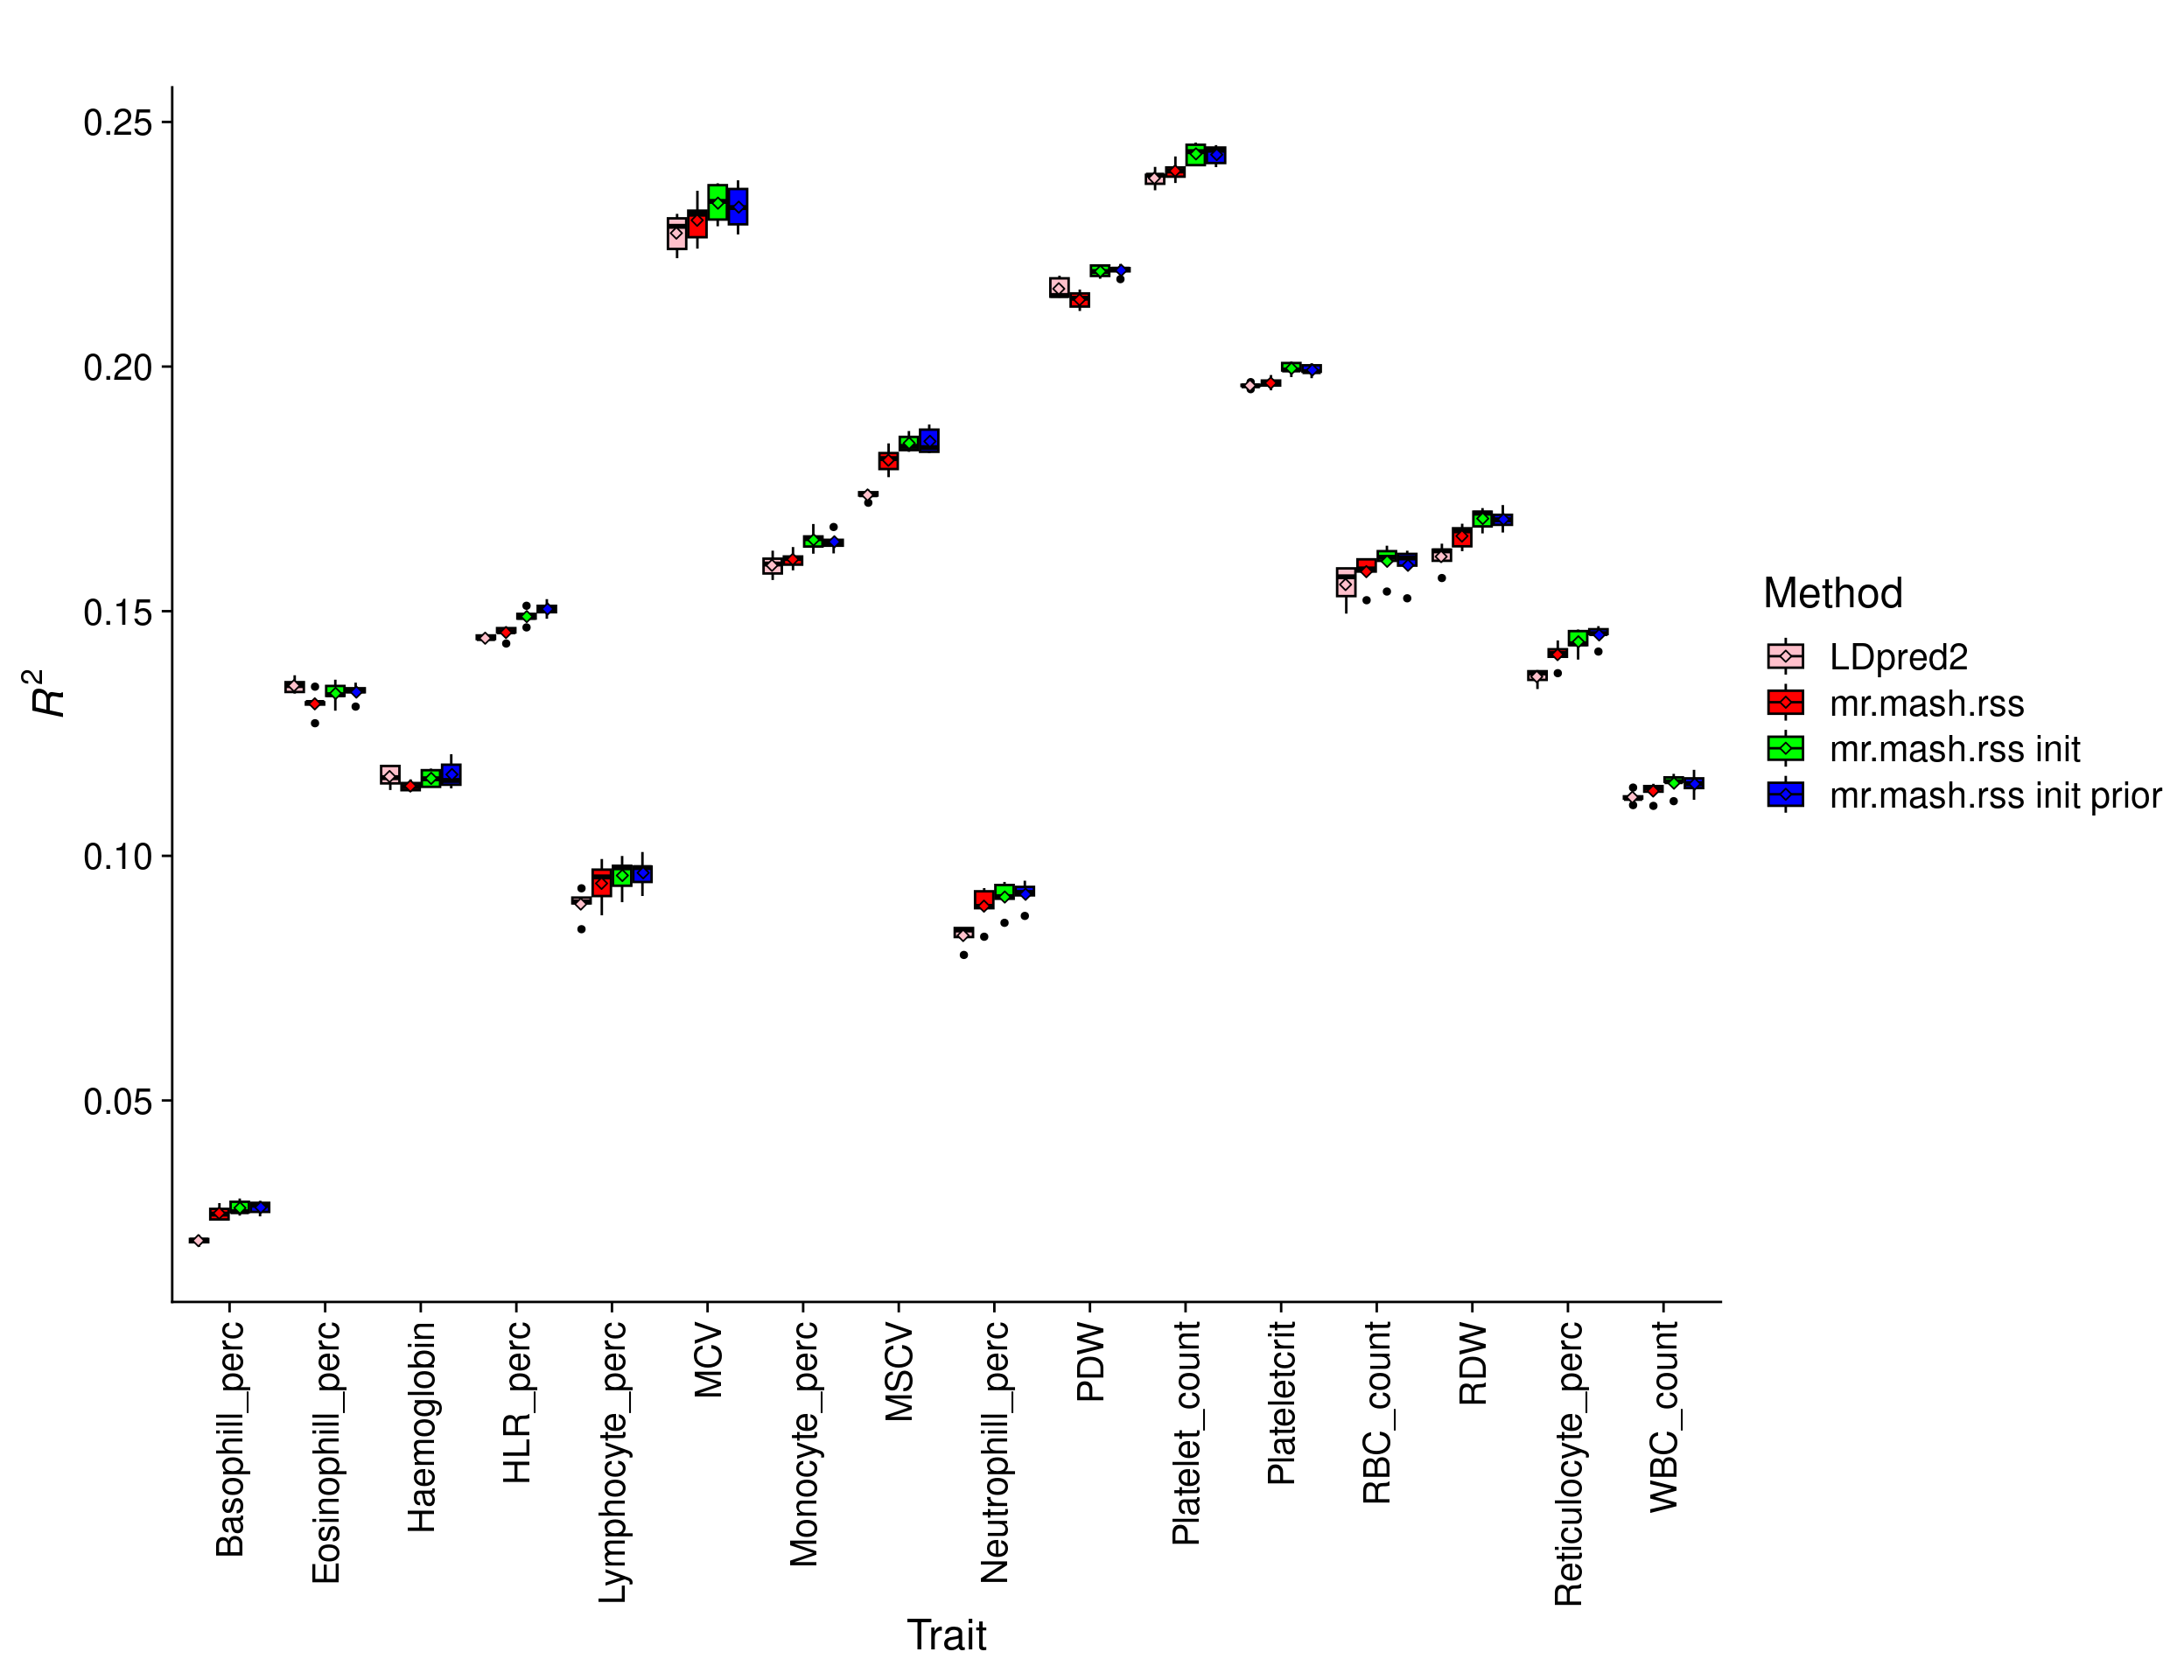 0.25
0.20
0.15
0.10
0.05
R²
Basophill_perc
Eosinophill_perc
Haemoglobin
HLR_perc
Lymphocyte_perc
MCV
Monocyte_perc
MSCV
Neutrophill_perc
PDW
Platelet_count
Plateletcrit
RBC_count
RDW
Reticulocyte_perc
WBC_count
Trait
Method
LDpred2
mr.mash.rss
mr.mash.rss init
mr.mash.rss init prior